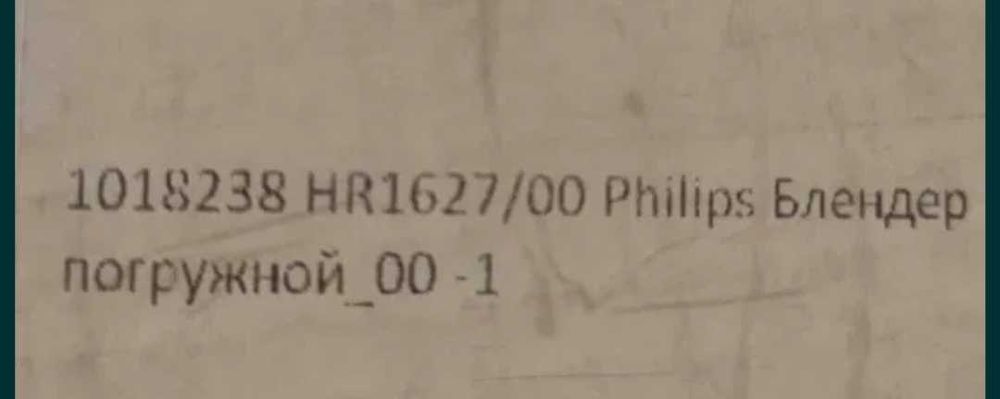 1018238 HR1627/00 Philips Блендер
погружной_00 -1